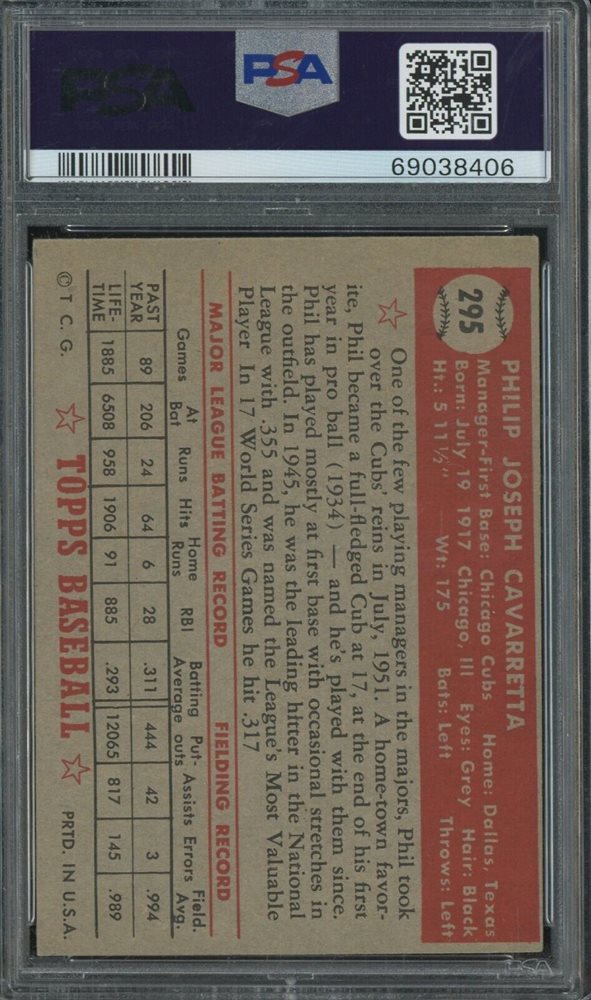 PSA
PSA
69038406
295
PHILIP JOSEPH CAVARRETTA
Manager-First Base: Chicago Cubs Home: Dallas, Texas
Born: July 19 1917 Chicago, Ill Eyes: Grey Hair: Black
Ht.: 5 11½" Wt: 175 Bats: Left Throws: Left
One of the few playing managers in the majors, Phil took
over the Cubs' reins in July, 1951. A home-town favor-
ite, Phil became a full-fledged Cub at 17, at the end of his first
year in pro ball (1934) — and he's played with them since.
Phil has played mostly at first base with occasional stretches in
the outfield. In 1945, he was the leading hitter in the National
League with .355 and was named the League's Most Valuable
Player In 17 World Series Games he hit .317
MAJOR LEAGUE BATTING RECORD FIELDING RECORD
Games At Bat Runs Hits Home Runs RBI Batting Average Put-outs Assists Errors Field. Avg.
PAST YEAR 89 206 24 64 6 28 .311 444 42 3 .994
LIFE-TIME 1885 6508 958 1906 91 885 .293 12065 817 145 .989
© T. C. G. TOPPS BASEBALL PRTD. IN U.S.A.
PSA